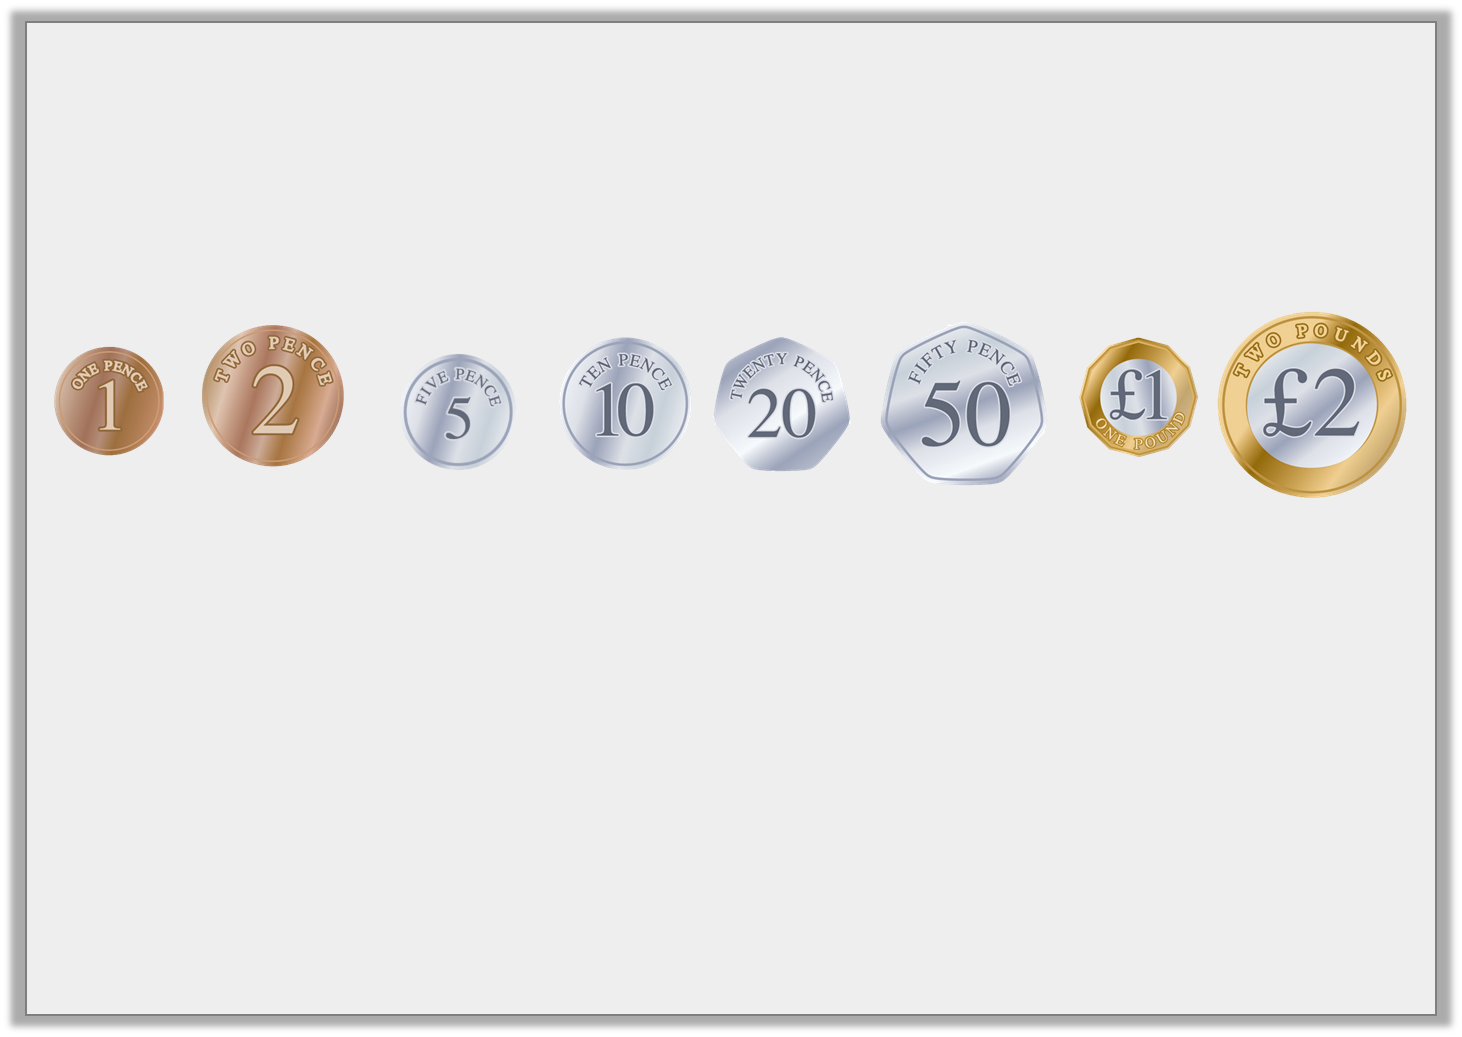 ONE PENCE
1
TWO PENCE
2
FIVE PENCE
5
TEN PENCE
10
TWENTY PENCE
20
FIFTY PENCE
50
£1
ONE POUND
TWO POUNDS
£2